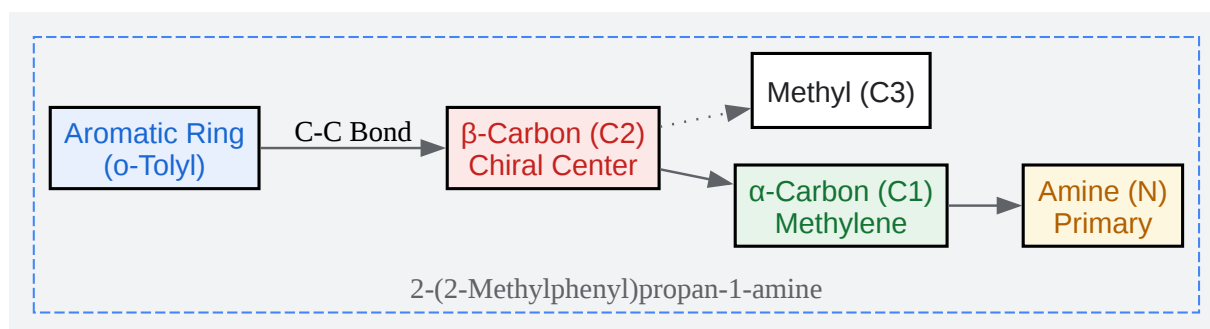 Aromatic Ring
(o-Tolyl)
C-C Bond
β-Carbon (C2)
Chiral Center
Methyl (C3)
α-Carbon (C1)
Methylene
Amine (N)
Primary
2-(2-Methylphenyl)propan-1-amine